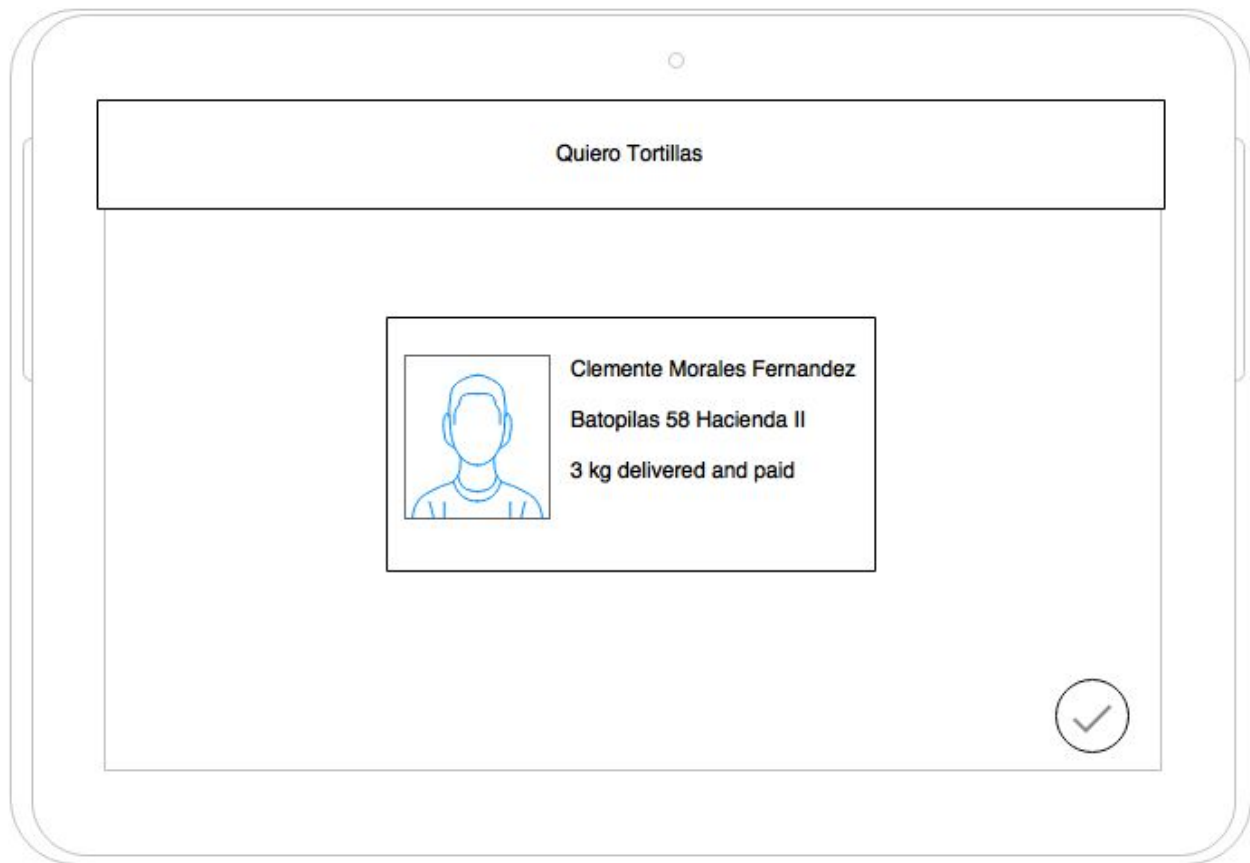 Quiero Tortillas
Clemente Morales Fernandez
Batopilas 58 Hacienda II
3 kg delivered and paid